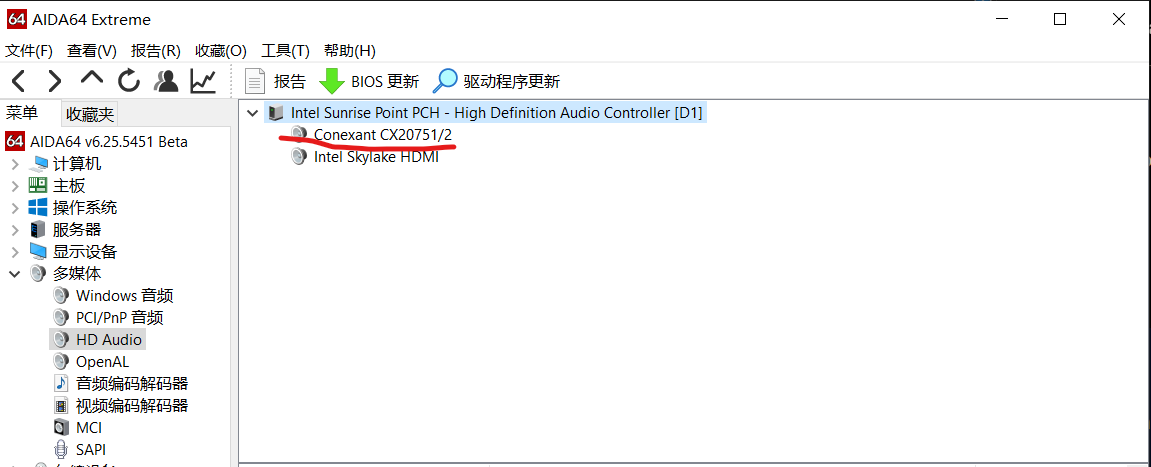 64 AIDA64 Extreme
文件(F) 查看(V) 报告(R) 收藏(O) 工具(T) 帮助(H)
报告 BIOS 更新 驱动程序更新
菜单 收藏夹
64 AIDA64 v6.25.5451 Beta
计算机
主板
操作系统
服务器
显示设备
多媒体
Windows 音频
PCI/PnP 音频
HD Audio
OpenAL
音频编码解码器
视频编码解码器
MCI
SAPI
Intel Sunrise Point PCH - High Definition Audio Controller [D1]
Conexant CX20751/2
Intel Skylake HDMI